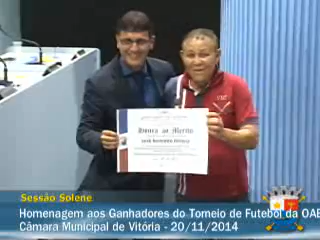 Honra ao Mérito
Sessão Solene
Homenagem aos Ganhadores do Torneio de Futebol da OAB
Câmara Municipal de Vitória - 20/11/2014